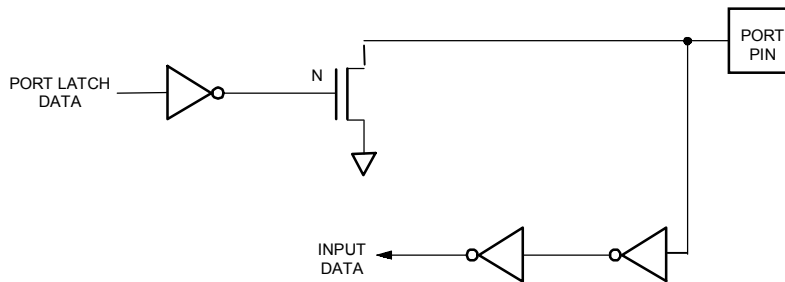 PORT
PIN
N
PORT LATCH
DATA
INPUT
DATA